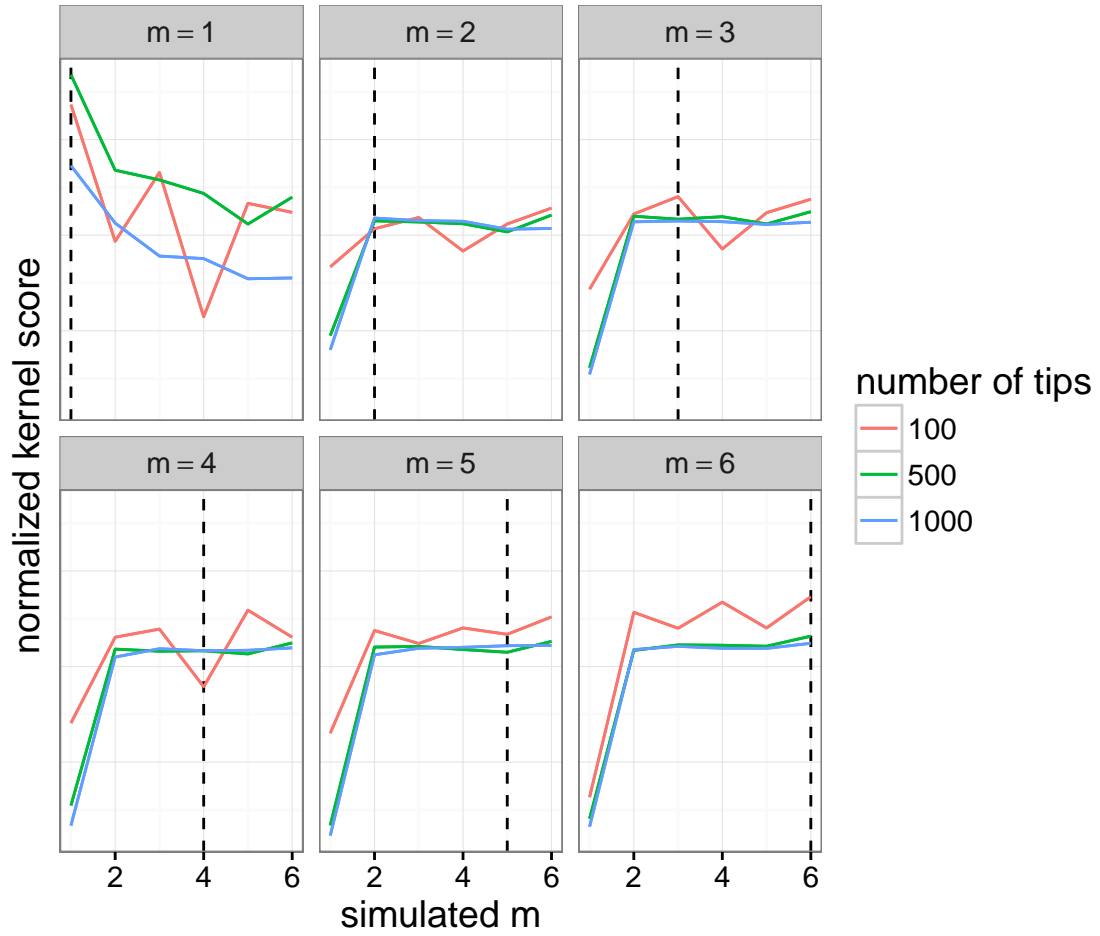 m = 1
m = 2
m = 3
m = 4
m = 5
m = 6
normalized kernel score
2 4 6
2 4 6
2 4 6
simulated m
number of tips
100
500
1000